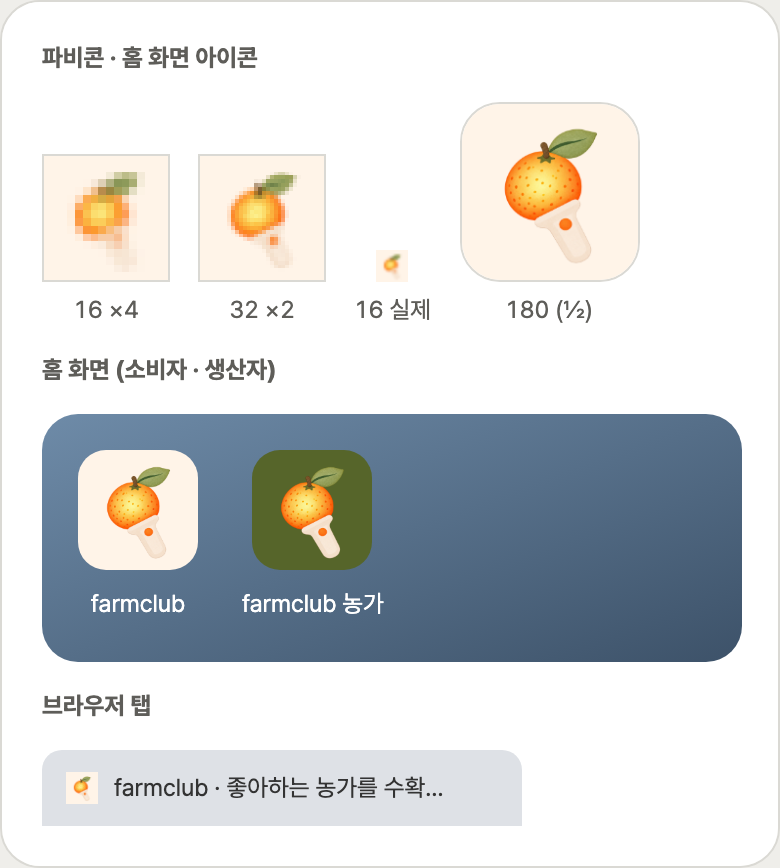 파비콘 · 홈 화면 아이콘
16 ×4
32 ×2
16 실제
180 (½)
홈 화면 (소비자 · 생산자)
farmclub
farmclub 농가
브라우저 탭
farmclub · 좋아하는 농가를 수확...